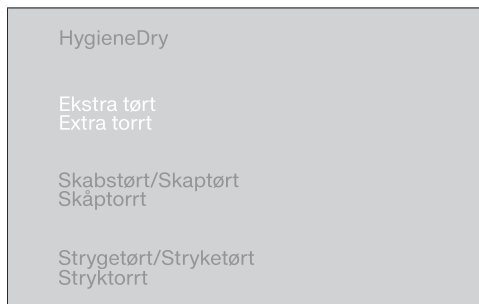 HygieneDry
Ekstra tørt
Extra torrt
Skabstørt/Skaptørt
Skåptorrt
Strygetørt/Stryketørt
Stryktorrt